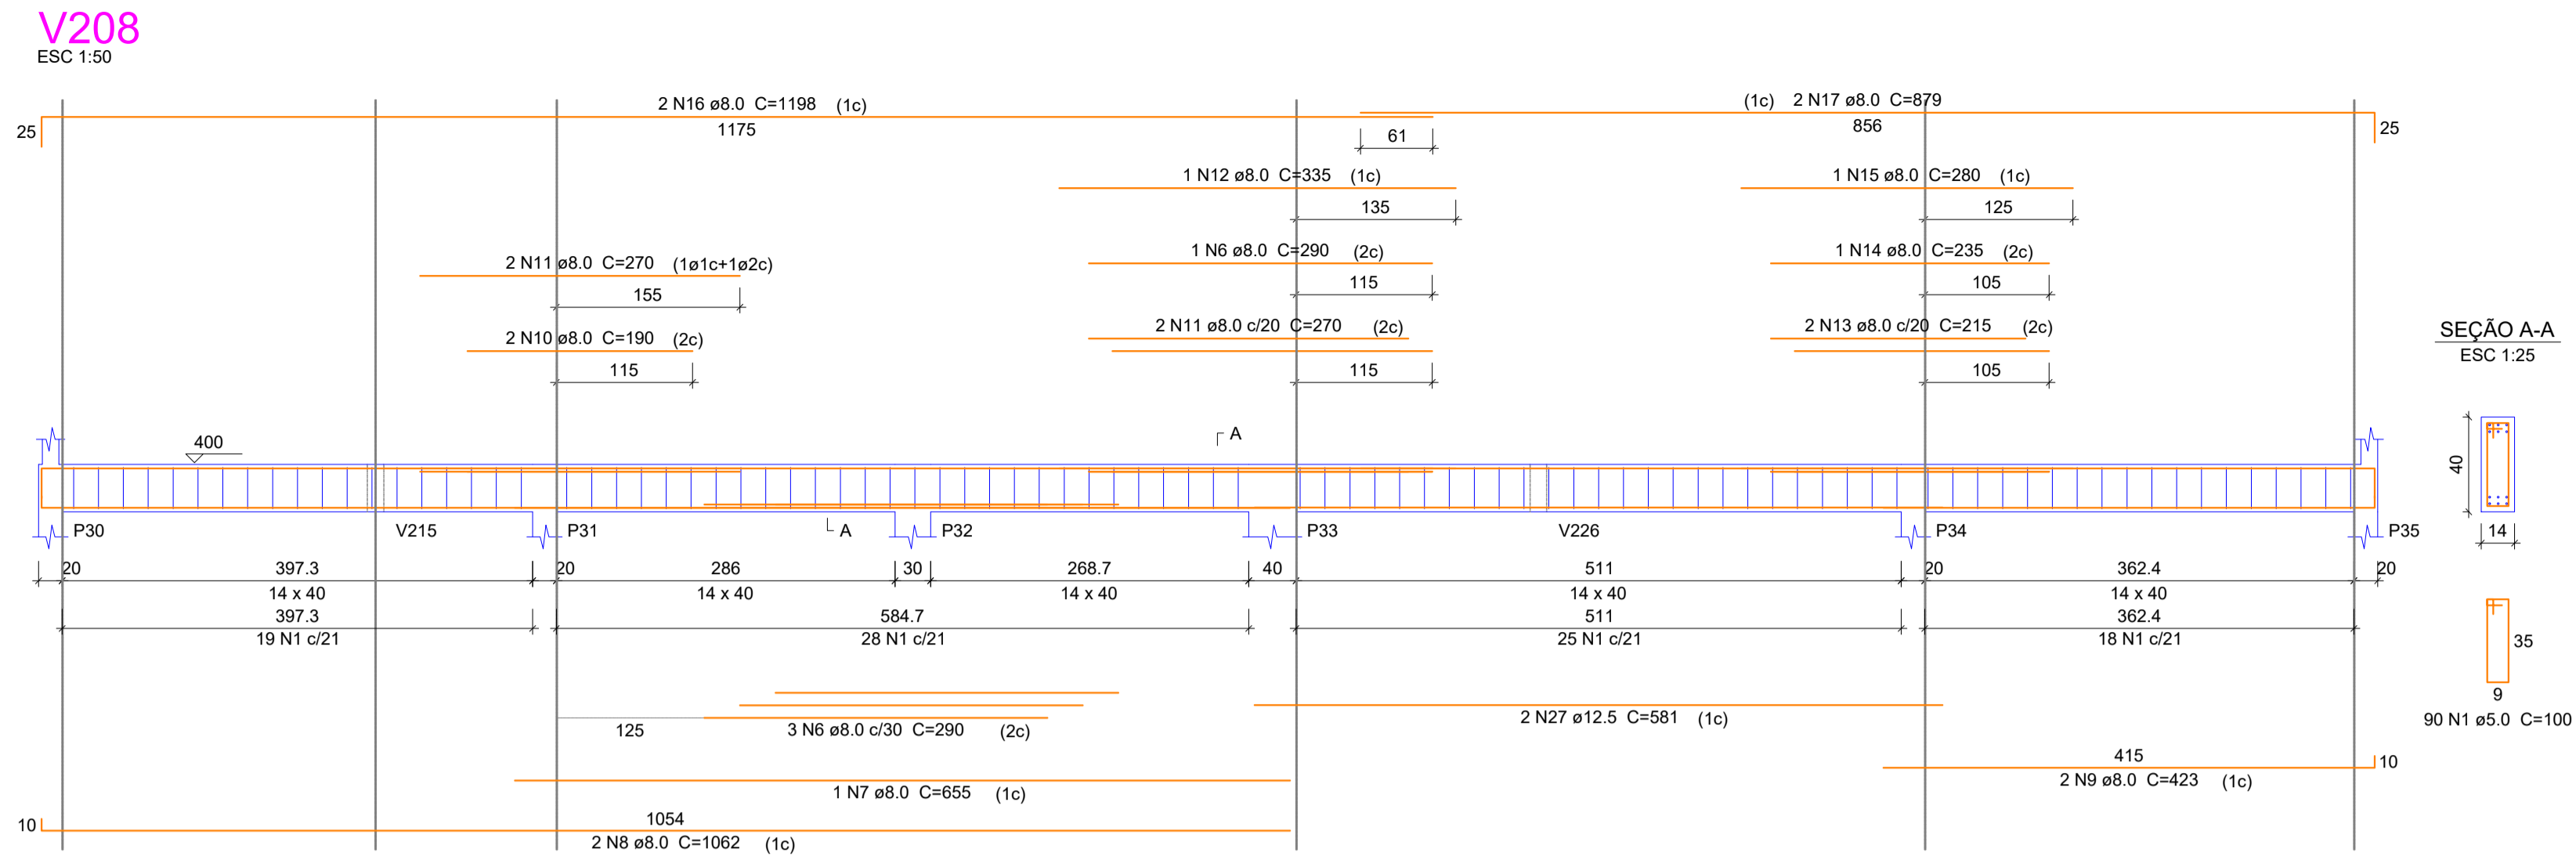 V208
ESC 1:50
2 N16 ø8.0 C=1198 (1c)
(1c) 2 N17 ø8.0 C=879
25
1175
856
25
61
1 N12 ø8.0 C=335 (1c)
1 N15 ø8.0 C=280 (1c)
135
125
2 N11 ø8.0 C=270 (1ø1c+1ø2c)
1 N6 ø8.0 C=290 (2c)
1 N14 ø8.0 C=235 (2c)
155
115
105
2 N10 ø8.0 C=190 (2c)
2 N11 ø8.0 c/20 C=270 (2c)
2 N13 ø8.0 c/20 C=215 (2c)
115
115
105
SEÇÃO A-A
ESC 1:25
400
A
40
14
P30
V215
P31
A
P32
P33
V226
P34
P35
20
397.3
20
286
30
268.7
40
511
20
362.4
20
14 x 40
14 x 40
14 x 40
14 x 40
14 x 40
397.3
584.7
511
362.4
19 N1 c/21
28 N1 c/21
25 N1 c/21
18 N1 c/21
35
9
90 N1 ø5.0 C=100
125
3 N6 ø8.0 c/30 C=290 (2c)
2 N27 ø12.5 C=581 (1c)
415
10
2 N9 ø8.0 C=423 (1c)
1 N7 ø8.0 C=655 (1c)
10
1054
2 N8 ø8.0 C=1062 (1c)